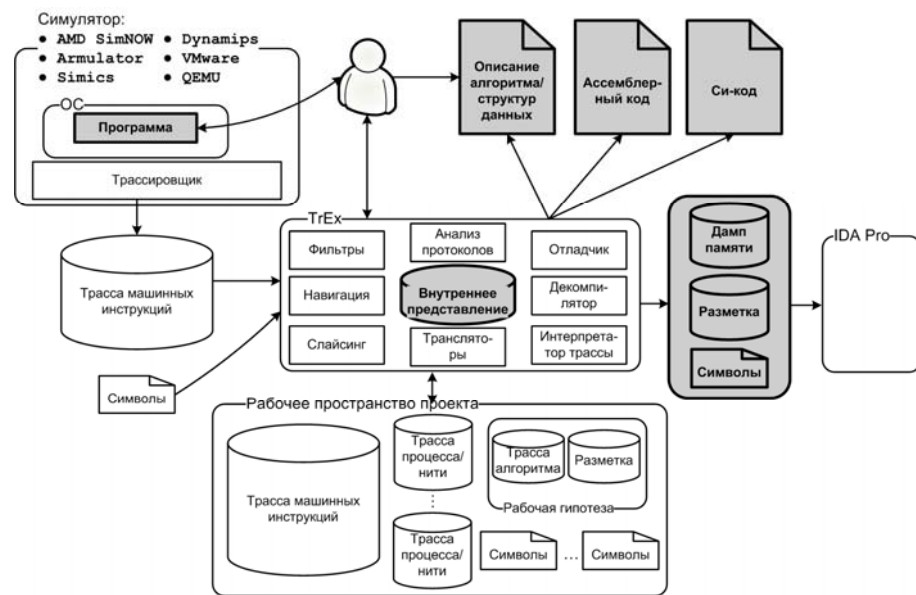 Симулятор:
• AMD SimNOW • Dynamips
• Armulator • VMware
• Simics • QEMU
ОС
Программа
Трассировщик
Описание
алгоритма/
структур
данных
Ассемблер-
ный код
Си-код
Трасса машинных
инструкций
Символы
TrEx
Фильтры
Анализ
протоколов
Отладчик
Навигация
Внутреннее
представление
Декомпи-
лятор
Слайсинг
Транслято-
ры
Интерпрета-
тор трассы
Дамп
памяти
Разметка
Символы
IDA Pro
Рабочее пространство проекта
Трасса машинных
инструкций
Трасса
процесса/
нити
...
Трасса
процесса/
нити
Трасса
алгоритма
Разметка
Рабочая гипотеза
Символы ... Символы